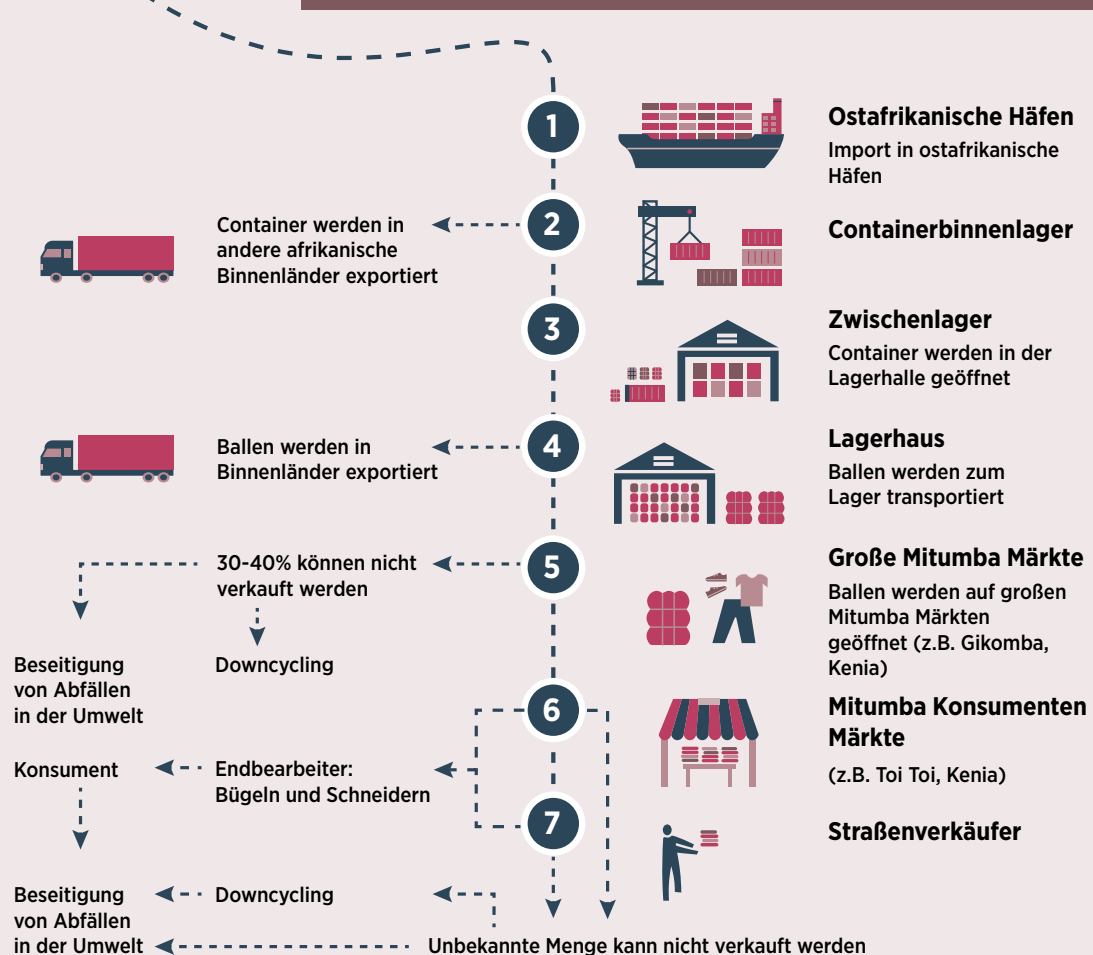 1
Ostafrikanische Häfen
Import in ostafrikanische
Häfen
2
Container werden in
andere afrikanische
Binnenländer exportiert
Containerbinnenlager
3
Zwischenlager
Container werden in der
Lagerhalle geöffnet
4
Ballen werden in
Binnenländer exportiert
Lagerhaus
Ballen werden zum
Lager transportiert
5
30-40% können nicht
verkauft werden
Beseitigung
von Abfällen
in der Umwelt
Downcycling
Große Mitumba Märkte
Ballen werden auf großen
Mitumba Märkten
geöffnet (z.B. Gikomba,
Kenia)
6
Mitumba Konsumenten
Märkte
(z.B. Toi Toi, Kenia)
Konsument
Endbearbeiter:
Bügeln und Schneidern
7
Straßenverkäufer
Beseitigung
von Abfällen
in der Umwelt
Downcycling
Unbekannte Menge kann nicht verkauft werden